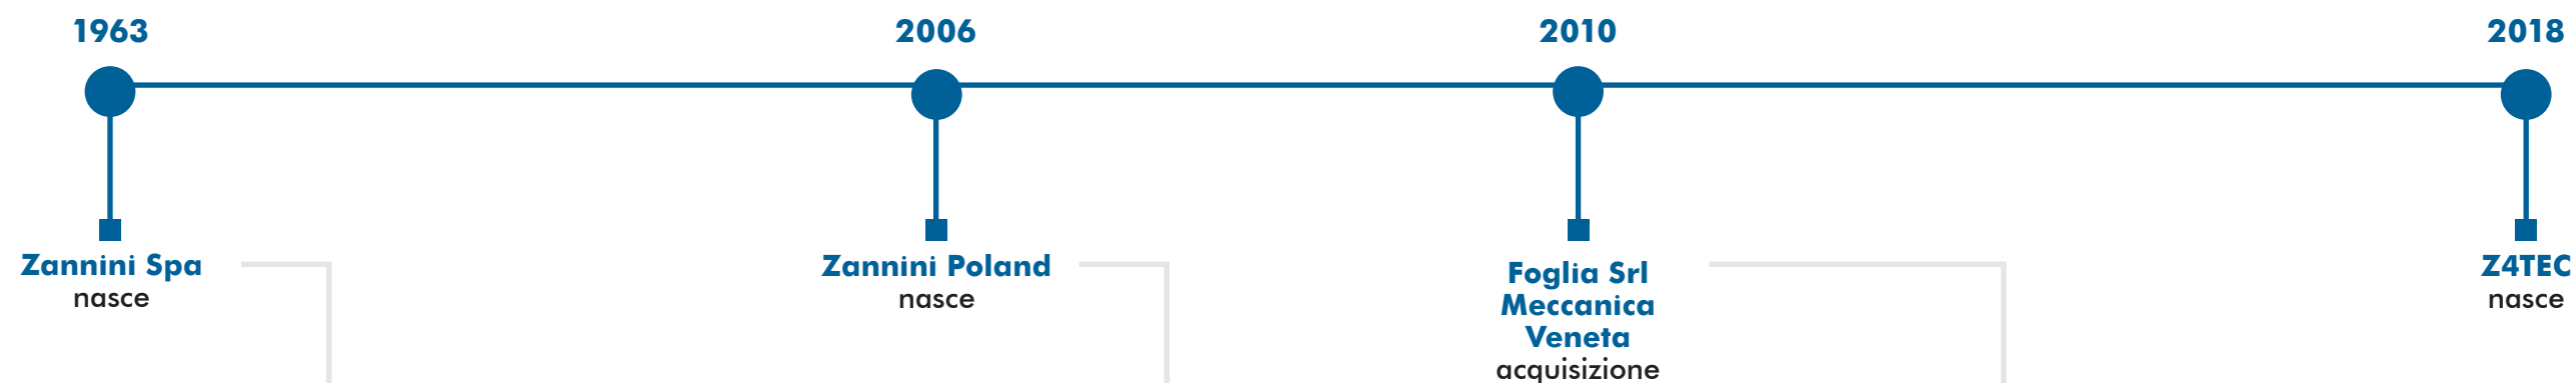 1963
Zannini Spa
nasce
2006
Zannini Poland
nasce
2010
Foglia Srl
Meccanica
Veneta
acquisizione
2018
Z4TEC
nasce